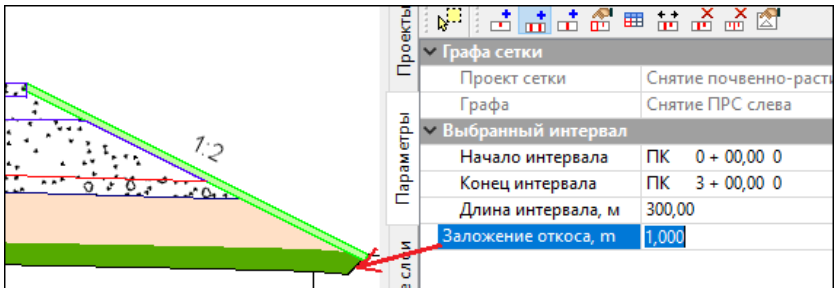 1:2
Проекты
Параметры
е слои
Графа сетки
Проект сетки Снятие почвенно-расти
Графа Снятие ПРС слева
Выбранный интервал
Начало интервала ПК 0 + 00,00 0
Конец интервала ПК 3 + 00,00 0
Длина интервала, м 300,00
Заложение откоса, m 1,000